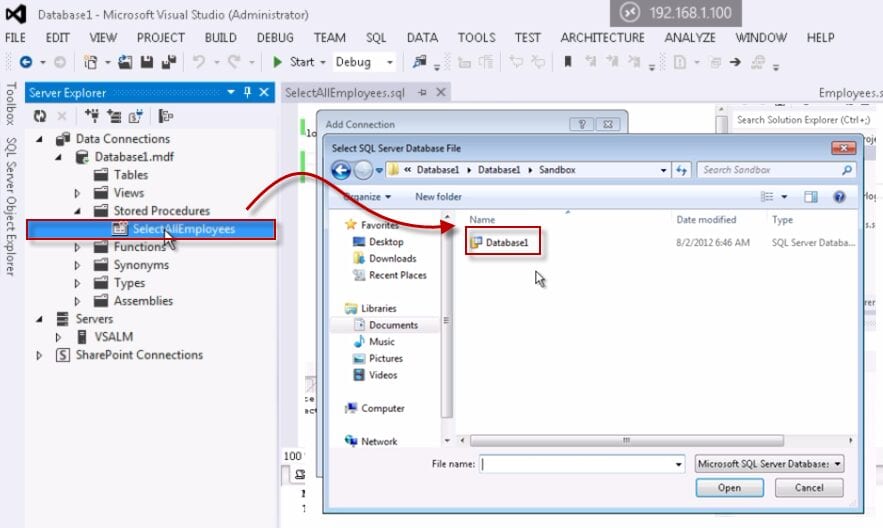 Database1 - Microsoft Visual Studio (Administrator)
192.168.1.100
FILE EDIT VIEW PROJECT BUILD DEBUG TEAM SQL DATA TOOLS TEST ARCHITECTURE ANALYZE WINDOW HELP
Start Debug
Toolbox
SQL Server Object Explorer
Server Explorer
Data Connections
Database1.mdf
Tables
Views
Stored Procedures
SelectAllEmployees
Functions
Synonyms
Types
Assemblies
Servers
VSALM
SharePoint Connections
SelectAllEmployees.sql
Employees.s
Search Solution Explorer (Ctrl+;)
Add Connection
Select SQL Server Database File
« Database1 Database1 Sandbox
Search Sandbox
Organize New folder
Favorites
Desktop
Downloads
Recent Places
Libraries
Documents
Music
Pictures
Videos
Computer
Network
Name Date modified Type
Database1 8/2/2012 6:46 AM SQL Server Databa...
100
File name: Microsoft SQL Server Database:
Open Cancel